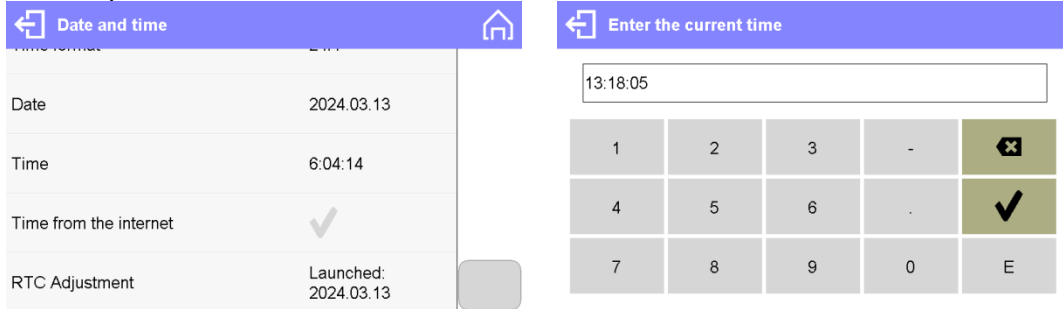 Date and time
Date 2024.03.13
Time 6:04:14
Time from the internet
RTC Adjustment Launched:
2024.03.13
Enter the current time
13:18:05
1 2 3 -
4 5 6 .
7 8 9 0 E